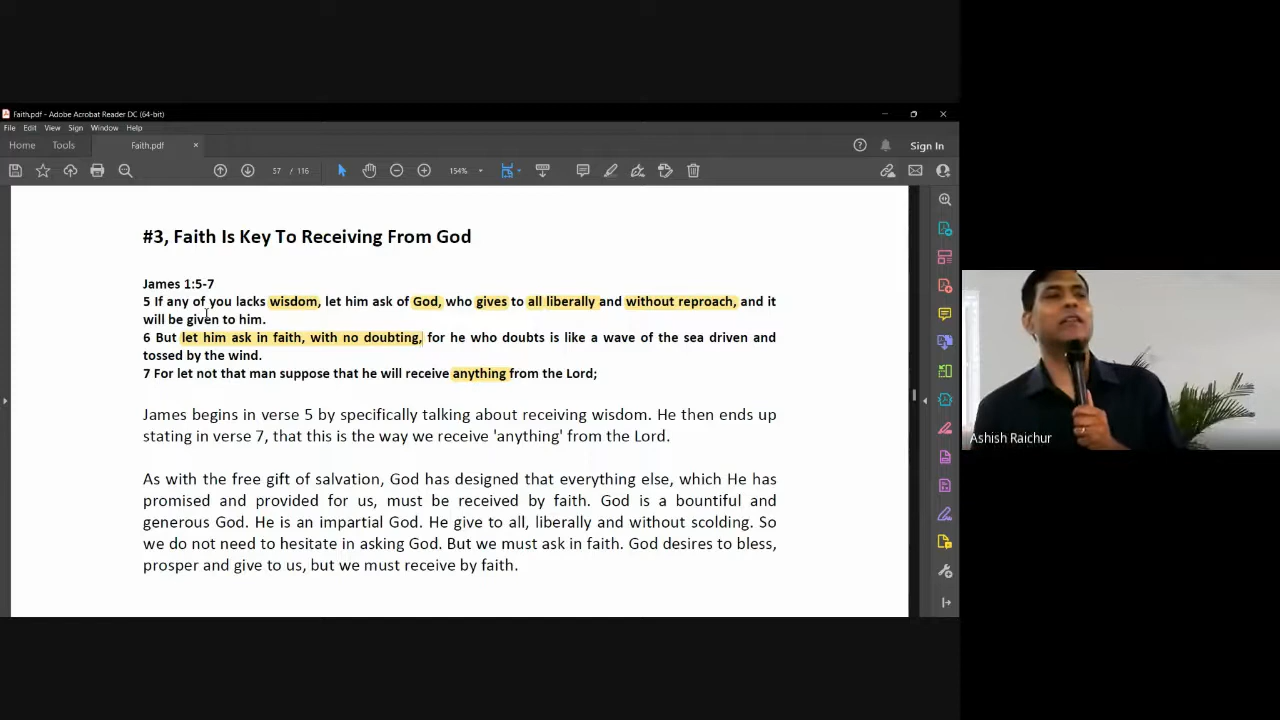 Faith.pdf - Adobe Acrobat Reader DC (64-bit)
File Edit View Sign Window Help
Home Tools Faith.pdf × Sign In
57 / 116 154%
#3, Faith Is Key To Receiving From God
James 1:5-7
5 If any of you lacks wisdom, let him ask of God, who gives to all liberally and without reproach, and it
will be given to him.
6 But let him ask in faith, with no doubting, for he who doubts is like a wave of the sea driven and
tossed by the wind.
7 For let not that man suppose that he will receive anything from the Lord;
James begins in verse 5 by specifically talking about receiving wisdom. He then ends up
stating in verse 7, that this is the way we receive 'anything' from the Lord.
As with the free gift of salvation, God has designed that everything else, which He has
promised and provided for us, must be received by faith. God is a bountiful and
generous God. He is an impartial God. He give to all, liberally and without scolding. So
we do not need to hesitate in asking God. But we must ask in faith. God desires to bless,
prosper and give to us, but we must receive by faith.
Ashish Raichur